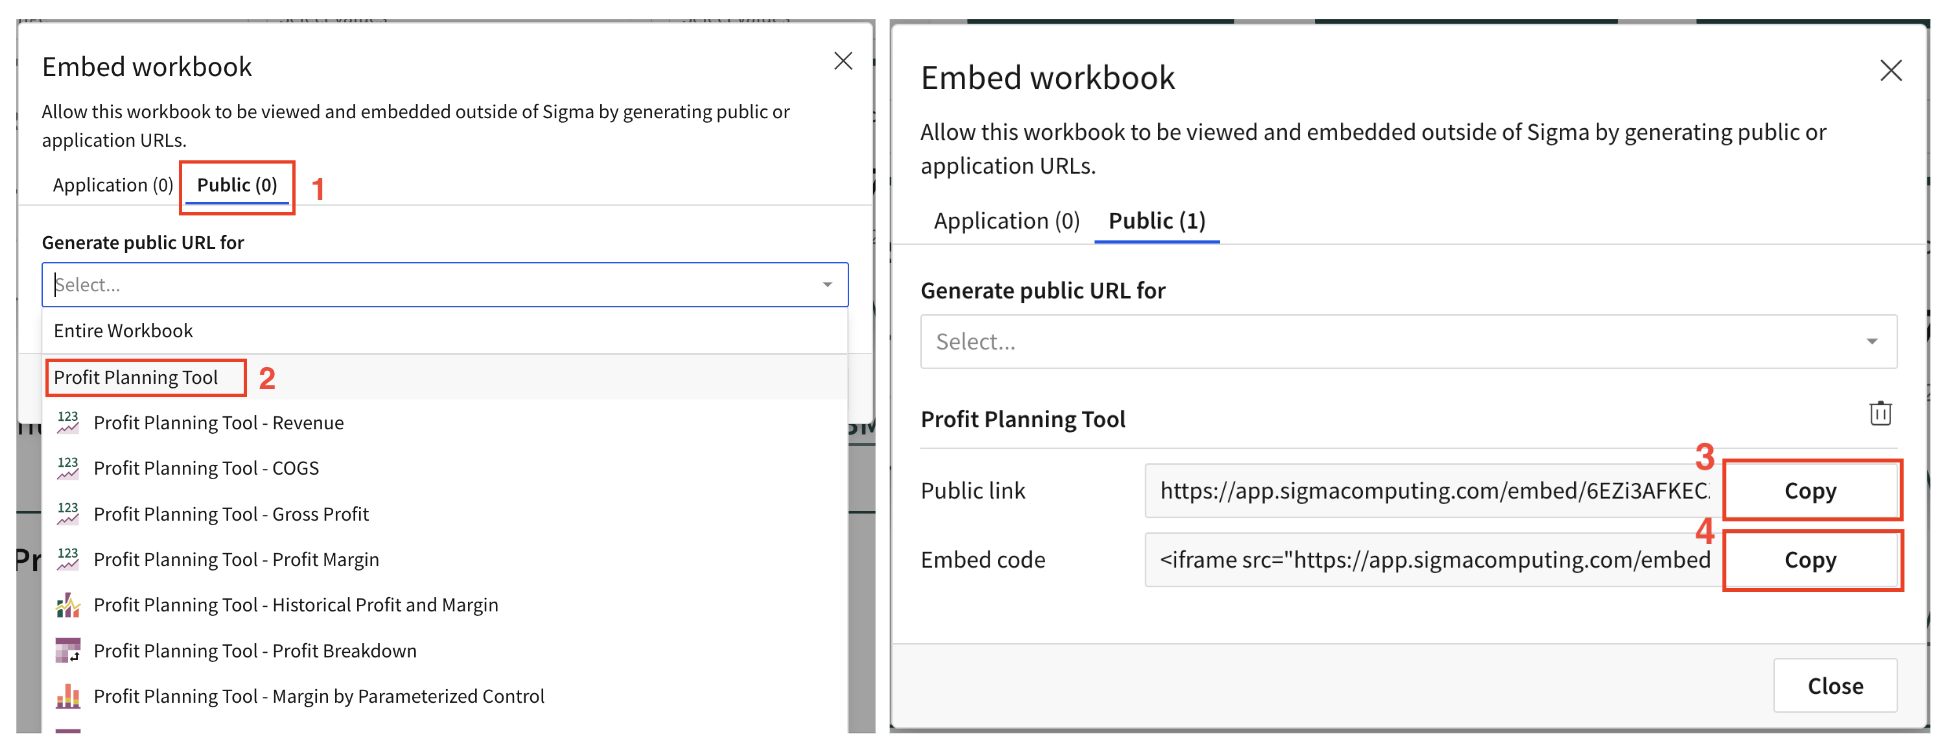 Embed workbook
Allow this workbook to be viewed and embedded outside of Sigma by generating public or
application URLs.
Application (0) Public (0) 1
Generate public URL for
Select...
Entire Workbook
Profit Planning Tool 2
123 Profit Planning Tool - Revenue
123 Profit Planning Tool - COGS
123 Profit Planning Tool - Gross Profit
123 Profit Planning Tool - Profit Margin
Profit Planning Tool - Historical Profit and Margin
Profit Planning Tool - Profit Breakdown
Profit Planning Tool - Margin by Parameterized Control
Pr
Embed workbook
Allow this workbook to be viewed and embedded outside of Sigma by generating public or
application URLs.
Application (0) Public (1)
Generate public URL for
Select...
Profit Planning Tool
3
Public link https://app.sigmacomputing.com/embed/6EZi3AFKEC Copy
4
Embed code <iframe src="https://app.sigmacomputing.com/embed Copy
Close